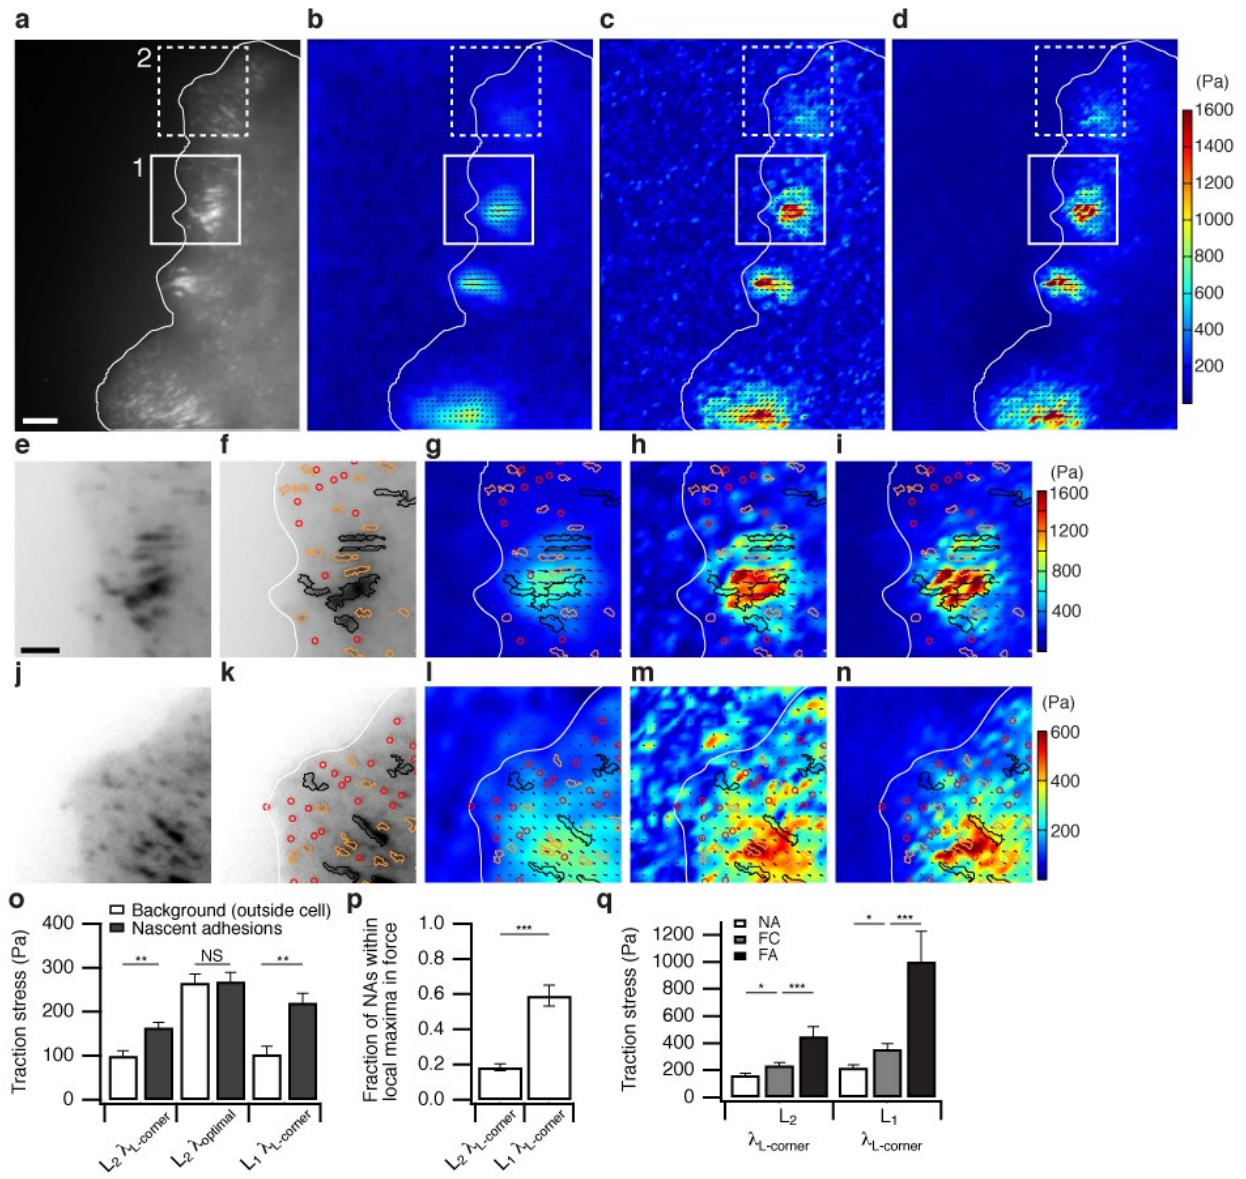 a b c d
2
1
(Pa)
1600
1400
1200
1000
800
600
400
200
e f g h i
(Pa)
1600
1200
800
400
j k l m n
(Pa)
600
400
200
o
Background (outside cell)
Nascent adhesions
Traction stress (Pa)
400
300
200
100
0
** NS **
L2 λL-corner
L2 λoptimal
L1 λL-corner
p
Fraction of NAs within
local maxima in force
1.0
0.8
0.6
0.4
0.2
0.0
***
L2 λL-corner
L1 λL-corner
q
NA
FC
FA
Traction stress (Pa)
1200
1000
800
600
400
200
0
* *** * ***
L2 L1
λL-corner λL-corner